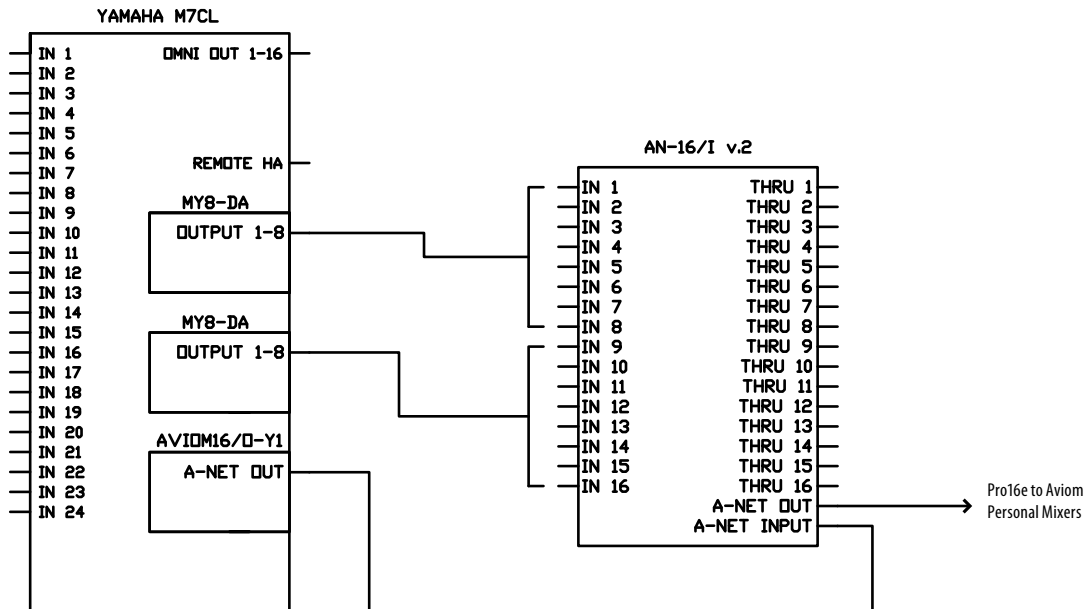 YAMAHA M7CL
IN 1
IN 2
IN 3
IN 4
IN 5
IN 6
IN 7
IN 8
IN 9
IN 10
IN 11
IN 12
IN 13
IN 14
IN 15
IN 16
IN 17
IN 18
IN 19
IN 20
IN 21
IN 22
IN 23
IN 24
OMNI OUT 1-16
REMOTE HA
MY8-DA
OUTPUT 1-8
MY8-DA
OUTPUT 1-8
AVIOM16/O-Y1
A-NET OUT
AN-16/I v.2
IN 1
IN 2
IN 3
IN 4
IN 5
IN 6
IN 7
IN 8
IN 9
IN 10
IN 11
IN 12
IN 13
IN 14
IN 15
IN 16
THRU 1
THRU 2
THRU 3
THRU 4
THRU 5
THRU 6
THRU 7
THRU 8
THRU 9
THRU 10
THRU 11
THRU 12
THRU 13
THRU 14
THRU 15
THRU 16
A-NET OUT
A-NET INPUT
Pro16e to Aviom
Personal Mixers